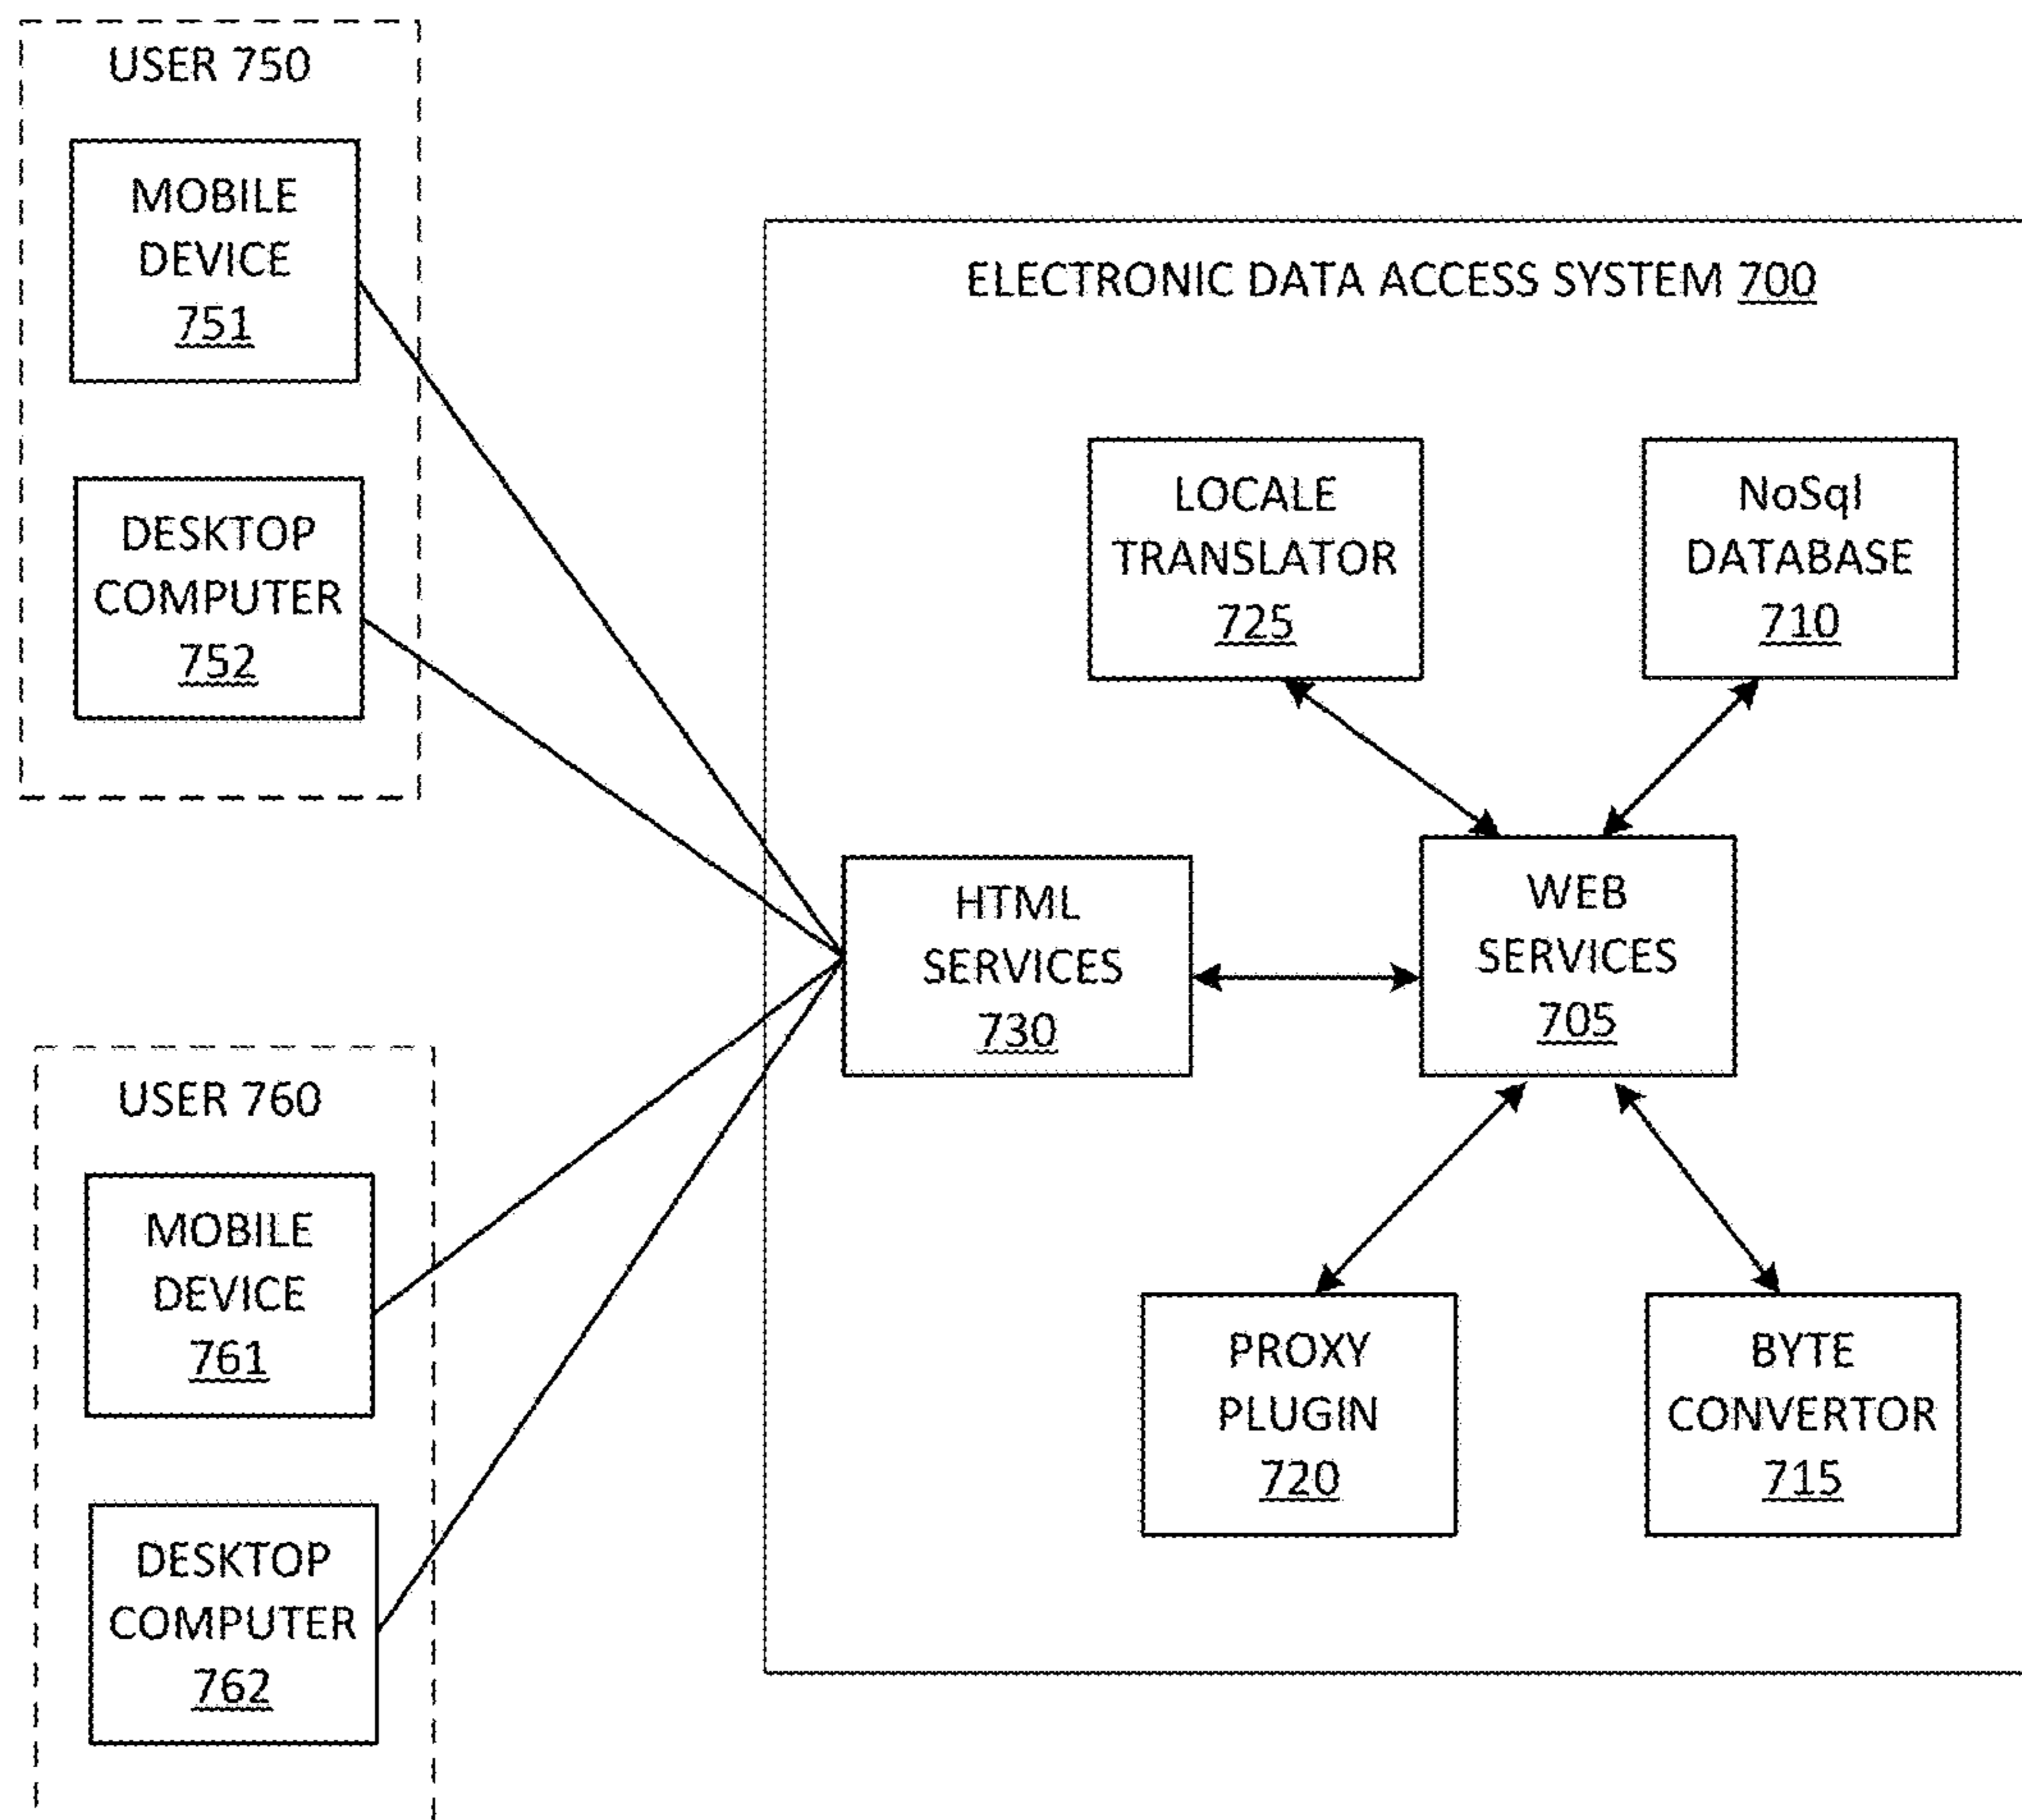 USER 750
MOBILE
DEVICE
751
DESKTOP
COMPUTER
752
USER 760
MOBILE
DEVICE
761
DESKTOP
COMPUTER
762
ELECTRONIC DATA ACCESS SYSTEM 700
LOCALE
TRANSLATOR
725
NoSql
DATABASE
710
HTML
SERVICES
730
WEB
SERVICES
705
PROXY
PLUGIN
720
BYTE
CONVERTOR
715